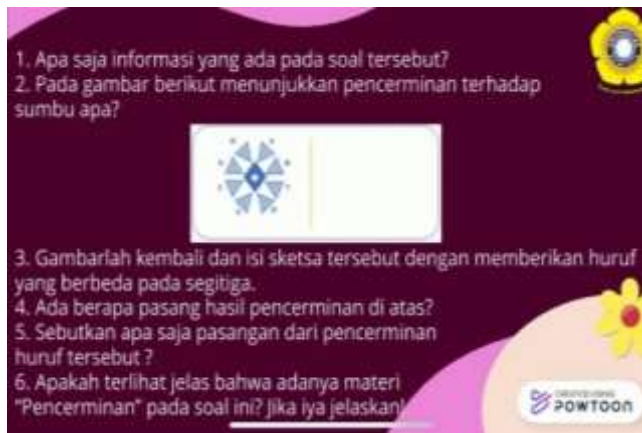 1. Apa saja informasi yang ada pada soal tersebut?
2. Pada gambar berikut menunjukkan pencerminan terhadap
sumbu apa?
3. Gambarlah kembali dan isi sketsa tersebut dengan memberikan huruf
yang berbeda pada segitiga.
4. Ada berapa pasang hasil pencerminan di atas?
5. Sebutkan apa saja pasangan dari pencerminan
huruf tersebut ?
6. Apakah terlihat jelas bahwa adanya materi
"Pencerminan" pada soal ini? Jika iya jelaskan!
CREATED USING
POWTOON